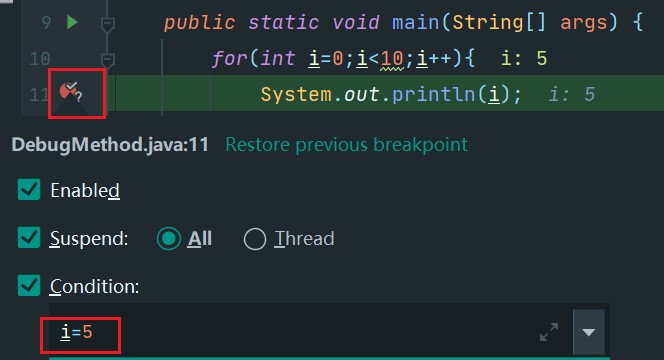 9 public static void main(String[] args) {
10 for(int i=0;i<10;i++){ i: 5
11 System.out.println(i); i: 5
DebugMethod.java:11 Restore previous breakpoint
Enabled
Suspend: All Thread
Condition:
i=5